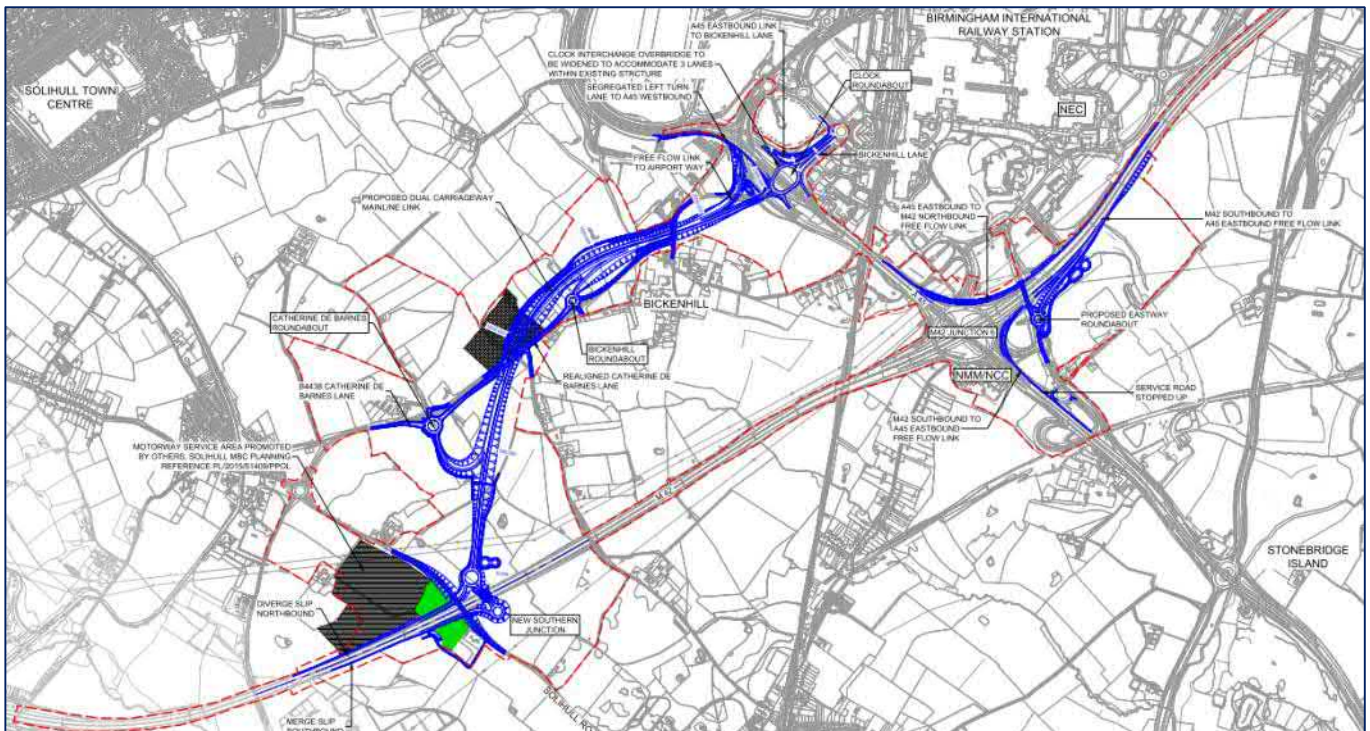 BIRMINGHAM INTERNATIONAL
RAILWAY STATION
A45 EASTBOUND LINK
TO BICKENHILL LANE
CLOCK INTERCHANGE OVERBRIDGE TO
BE WIDENED TO ACCOMMODATE 3 LANES
WITHIN EXISTING STRCTURE
SEGREGATED LEFT TURN
LANE TO A45 WESTBOUND
CLOCK
ROUNDABOUT
SOLIHULL TOWN
CENTRE
NEC
BICKENHILL LANE
FREE FLOW LINK
TO AIRPORT WAY
PROPOSED DUAL CARRIAGEWAY
MAINLINE LINK
A45 EASTBOUND TO
M42 NORTHBOUND
FREE FLOW LINK
M42 SOUTHBOUND TO
A45 EASTBOUND FREE FLOW LINK
BICKENHILL
CATHERINE DE BARNES
ROUNDABOUT
PROPOSED EASTWAY
ROUNDABOUT
M42 JUNCTION 6
BICKENHILL
ROUNDABOUT
REALIGNED CATHERINE DE
BARNES LANE
NMM/NCC
B4438 CATHERINE DE
BARNES LANE
SERVICE ROAD
STOPPED UP
M42 SOUTHBOUND TO
A45 EASTBOUND
FREE FLOW LINK
MOTORWAY SERVICE AREA PROMOTED
BY OTHERS, SOLIHULL MBC PLANNING
REFERENCE PL/2015/51409/PPOL
M42
STONEBRIDGE
ISLAND
DIVERGE SLIP
NORTHBOUND
NEW SOUTHERN
JUNCTION
MERGE SLIP
SOUTHBOUND